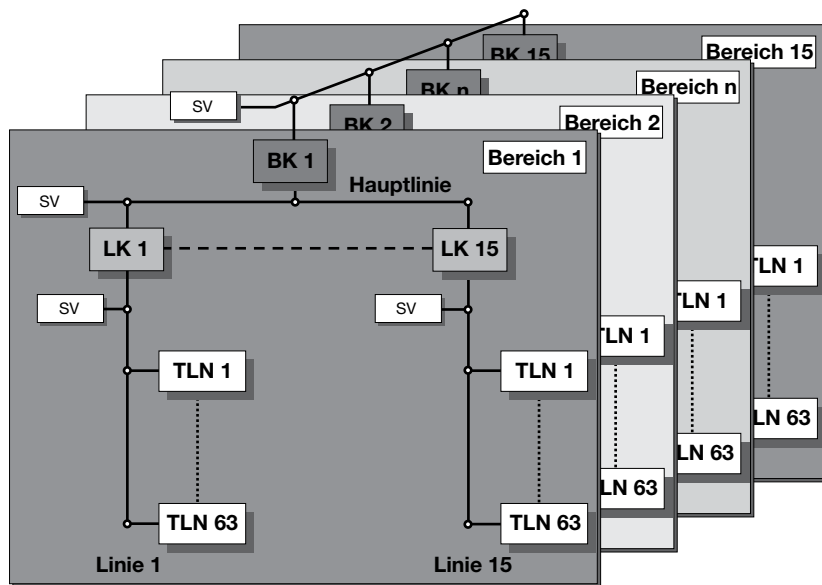 BK 15
Bereich 15
BK n
Bereich n
SV
BK 2
Bereich 2
BK 1
Bereich 1
Hauptlinie
SV
LK 1
LK 15
TLN 1
TLN 1
SV
SV
TLN 1
TLN 1
TLN 1
TLN 63
TLN 63
TLN 63
TLN 63
TLN 63
Linie 1
Linie 15